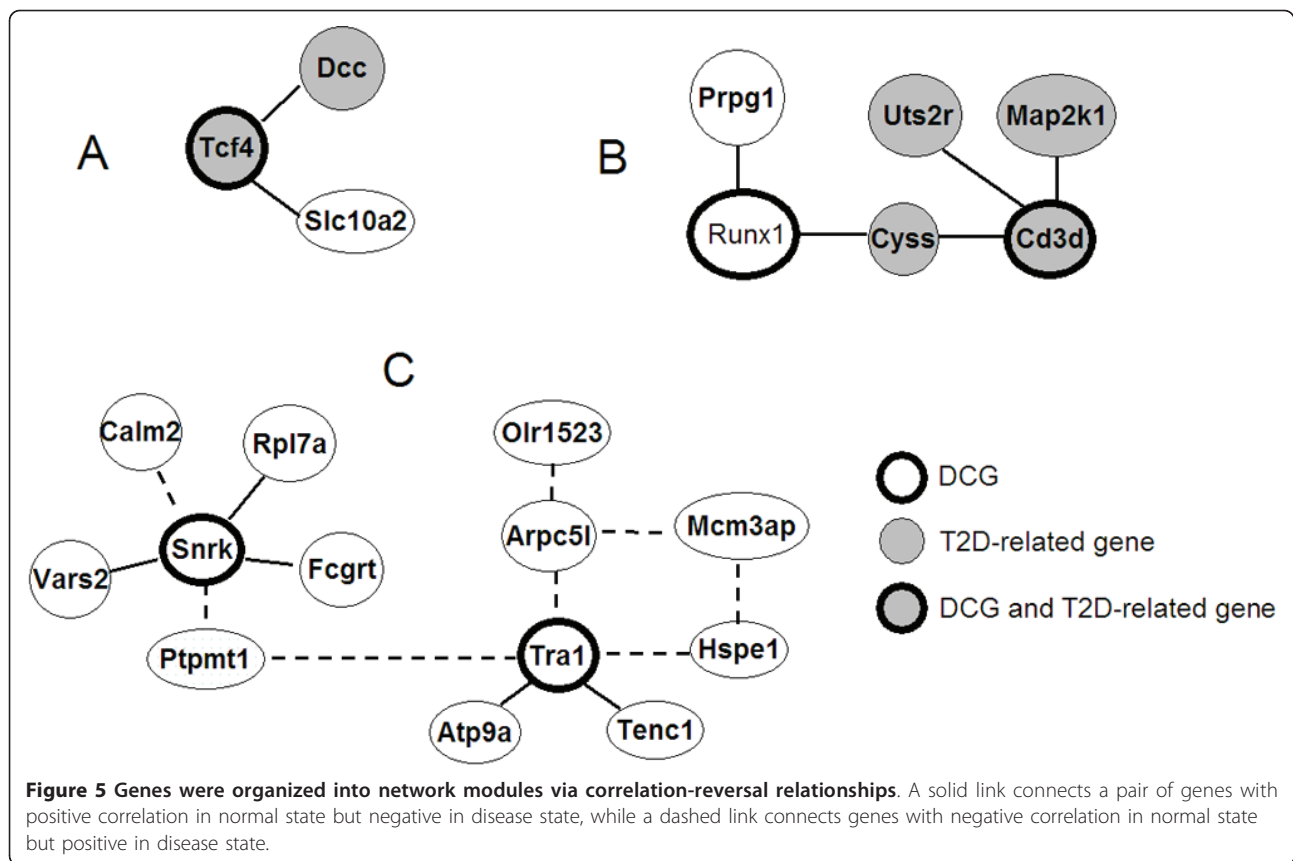 A
Dcc
Tcf4
Slc10a2
B
Prpg1
Uts2r
Map2k1
Runx1
Cyss
Cd3d
C
Calm2
Rpl7a
Snrk
Vars2
Fcgrt
Ptpmt1
Olr1523
Arpc5l
Mcm3ap
Tra1
Hspe1
Atp9a
Tenc1
DCG
T2D-related gene
DCG and T2D-related gene
Figure 5 Genes were organized into network modules via correlation-reversal relationships. A solid link connects a pair of genes with
positive correlation in normal state but negative in disease state, while a dashed link connects genes with negative correlation in normal state
but positive in disease state.